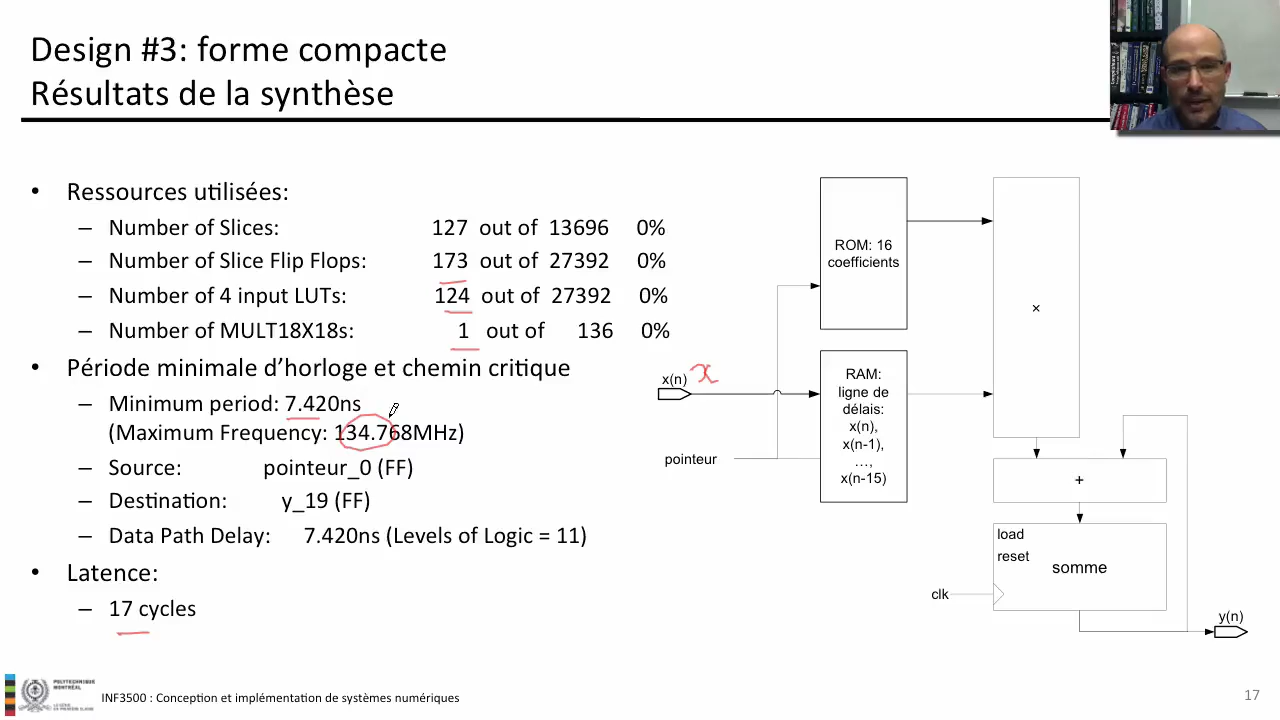 Design #3: forme compacte
Résultats de la synthèse
• Ressources utilisées:
– Number of Slices: 127 out of 13696 0%
– Number of Slice Flip Flops: 173 out of 27392 0%
– Number of 4 input LUTs: 124 out of 27392 0%
– Number of MULT18X18s: 1 out of 136 0%
• Période minimale d’horloge et chemin critique
– Minimum period: 7.420ns
(Maximum Frequency: 134.768MHz)
– Source: pointeur_0 (FF)
– Destination: y_19 (FF)
– Data Path Delay: 7.420ns (Levels of Logic = 11)
• Latence:
– 17 cycles
ROM: 16
coefficients
×
x(n) x
RAM:
ligne de
délais:
x(n),
x(n-1),
…,
x(n-15)
pointeur
+
load
reset
somme
clk
y(n)
POLYTECHNIQUE
MONTRÉAL
INF3500 : Conception et implémentation de systèmes numériques
17